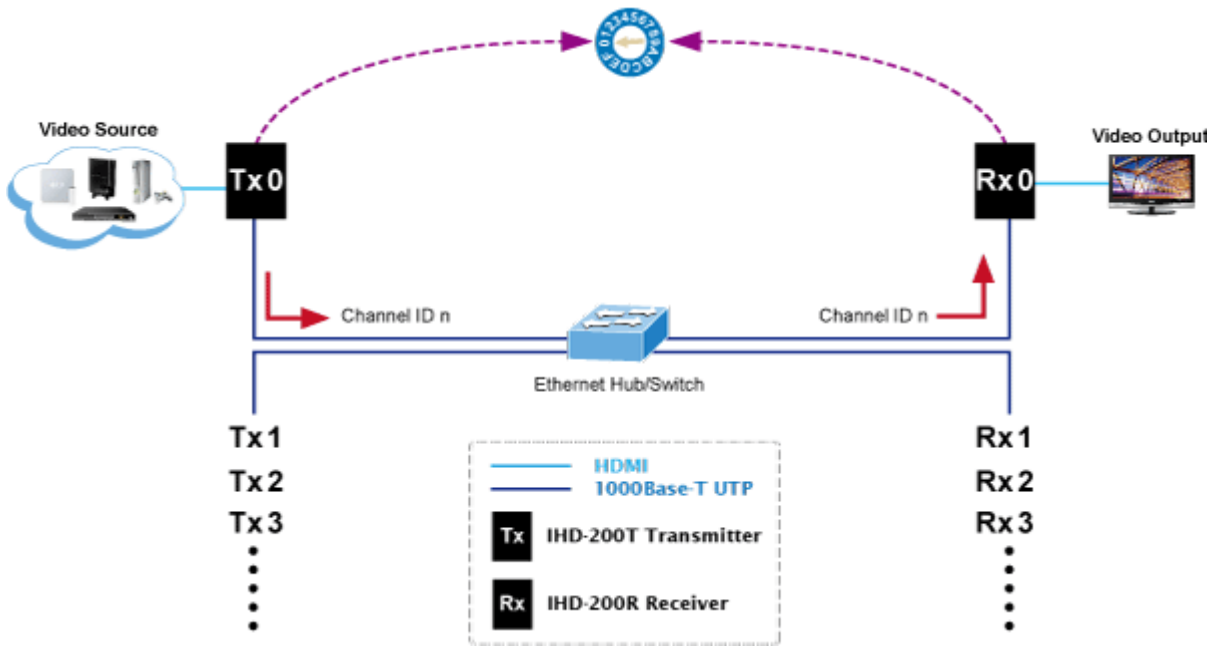 0123456789ABCDEF
Video Source
Video Output
Tx 0
Rx 0
Channel ID n
Channel ID n
Ethernet Hub/Switch
Tx 1
Rx 1
Tx 2
Rx 2
Tx 3
Rx 3
HDMI
1000Base-T UTP
Tx IHD-200T Transmitter
Rx IHD-200R Receiver